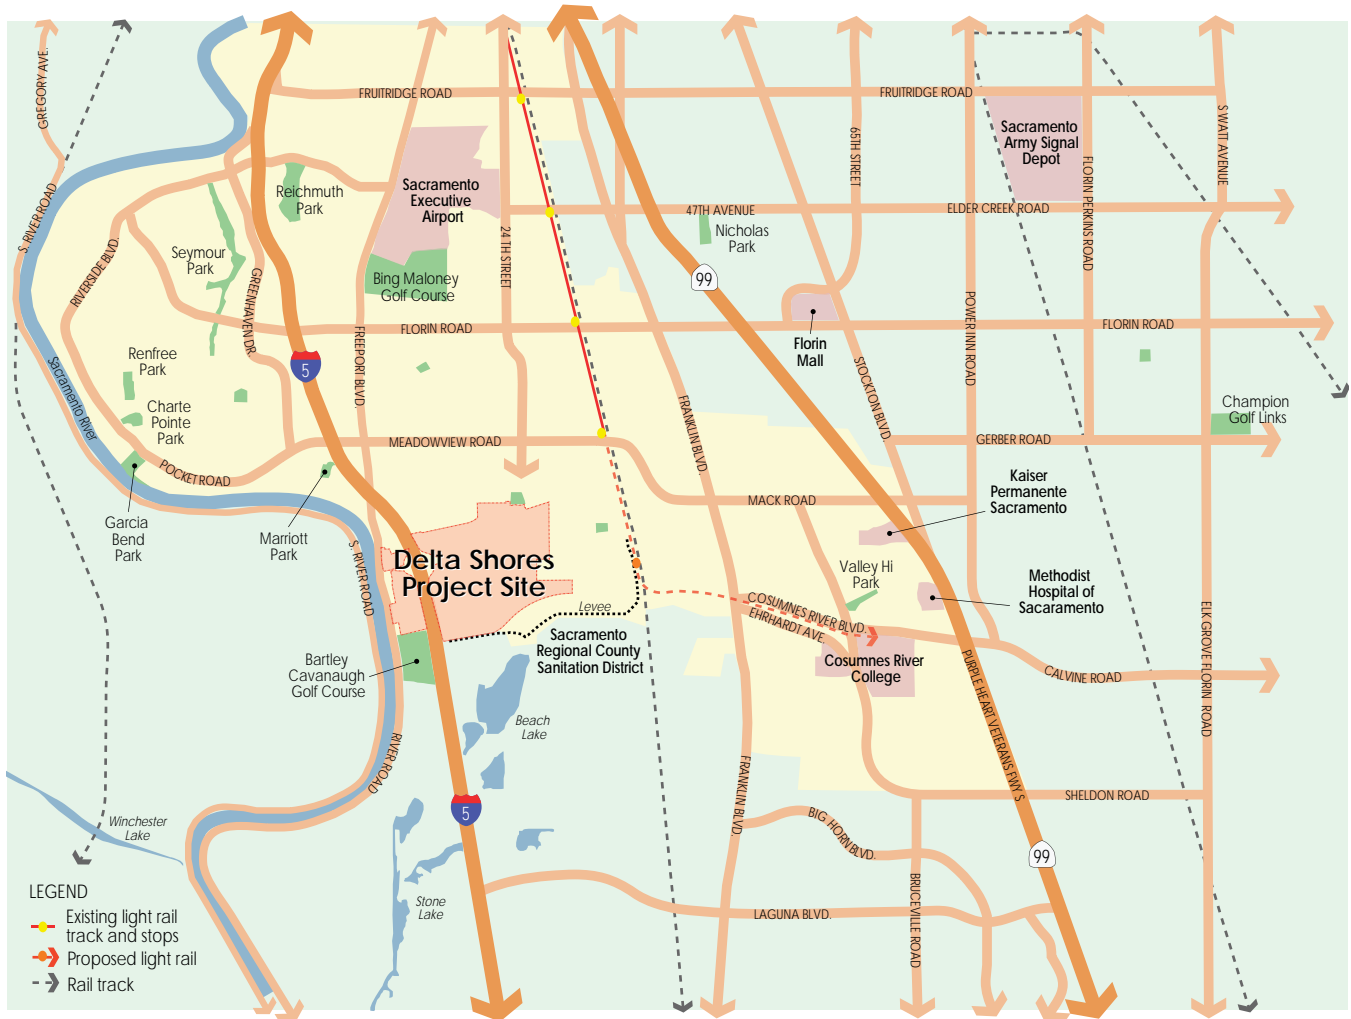 GREGORY AVE.
FRUITRIDGE ROAD
FRUITRIDGE ROAD
S WATT AVENUE
65TH STREET
Sacramento
Army Signal
Depot
FLORIN PERKINS ROAD
S. RIVER ROAD
Reichmuth
Park
Sacramento
Executive
Airport
47TH AVENUE
ELDER CREEK ROAD
Nicholas
Park
24 TH STREET
RIVERSIDE BLVD.
Seymour
Park
GREENHAVEN DR.
Bing Maloney
Golf Course
99
POWER INN ROAD
FREEPORT BLVD.
FLORIN ROAD
FLORIN ROAD
Florin
Mall
Renfree
Park
Sacramento River
5
STOCKTON BLVD.
Charte
Pointe
Park
FRANKLIN BLVD.
Champion
Golf Links
MEADOWVIEW ROAD
GERBER ROAD
POCKET ROAD
MACK ROAD
Kaiser
Permanente
Sacramento
Garcia
Bend
Park
Marriott
Park
S. RIVER ROAD
Delta Shores
Project Site
Valley Hi
Park
Methodist
Hospital of
Sacaramento
Levee
COSUMNES RIVER BLVD.
EHRHARDT AVE.
Sacramento
Regional County
Sanitation District
ELK GROVE FLORIN  ROAD
Bartley
Cavanaugh
Golf Course
Cosumnes River
College
PURPLE HEART VETERANS FWY S
CALVINE ROAD
Beach
Lake
RIVER ROAD
FRANKLIN BLVD.
SHELDON ROAD
5
BIG HORN BLVD.
Winchester
Lake
99
LEGEND
Existing light rail
track and stops
Proposed light rail
Rail track
Stone
Lake
LAGUNA BLVD.
BRUCEVILLE ROAD